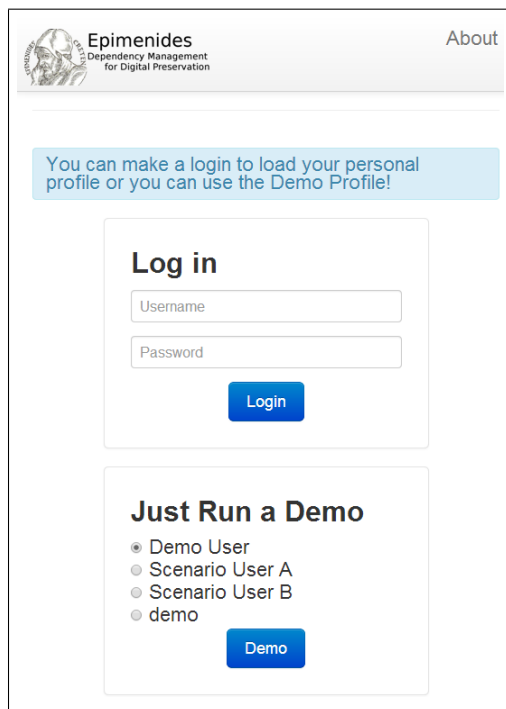 EPIMENIDES CRETENSIS
Epimenides
Dependency Management
for Digital Preservation
About
You can make a login to load your personal
profile or you can use the Demo Profile!
Log in
Username
Password
Login
Just Run a Demo
Demo User
Scenario User A
Scenario User B
demo
Demo